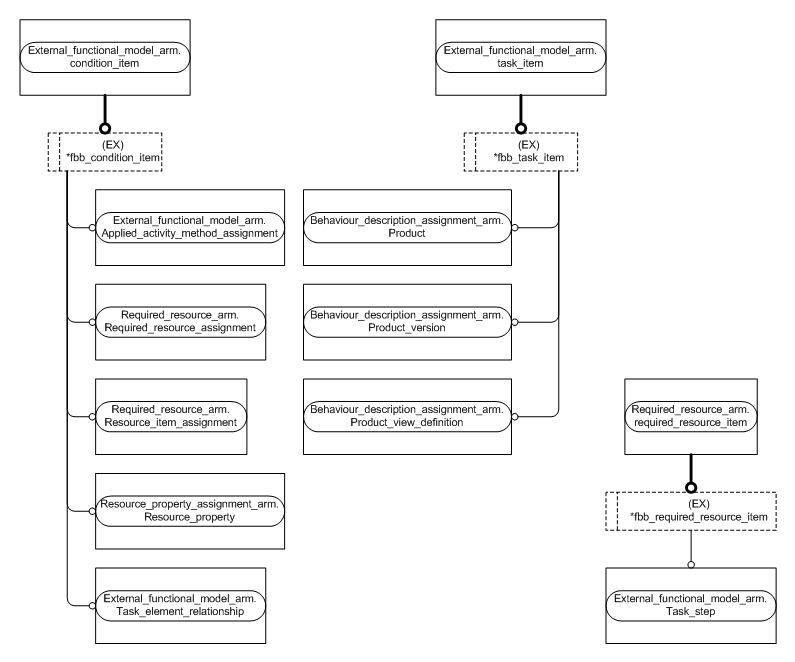 External_functional_model_arm.
condition_item
External_functional_model_arm.
task_item
(EX)
*fbb_condition_item
(EX)
*fbb_task_item
External_functional_model_arm.
Applied_activity_method_assignment
Behaviour_description_assignment_arm.
Product
Required_resource_arm.
Required_resource_assignment
Behaviour_description_assignment_arm.
Product_version
Required_resource_arm.
Resource_item_assignment
Behaviour_description_assignment_arm.
Product_view_definition
Required_resource_arm.
required_resource_item
Resource_property_assignment_arm.
Resource_property
(EX)
*fbb_required_resource_item
External_functional_model_arm.
Task_element_relationship
External_functional_model_arm.
Task_step